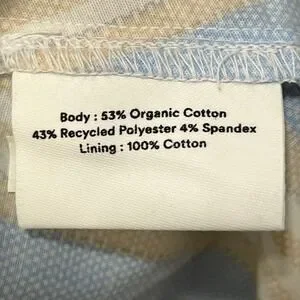 Body : 53% Organic Cotton
43% Recycled Polyester 4% Spandex
Lining : 100% Cotton